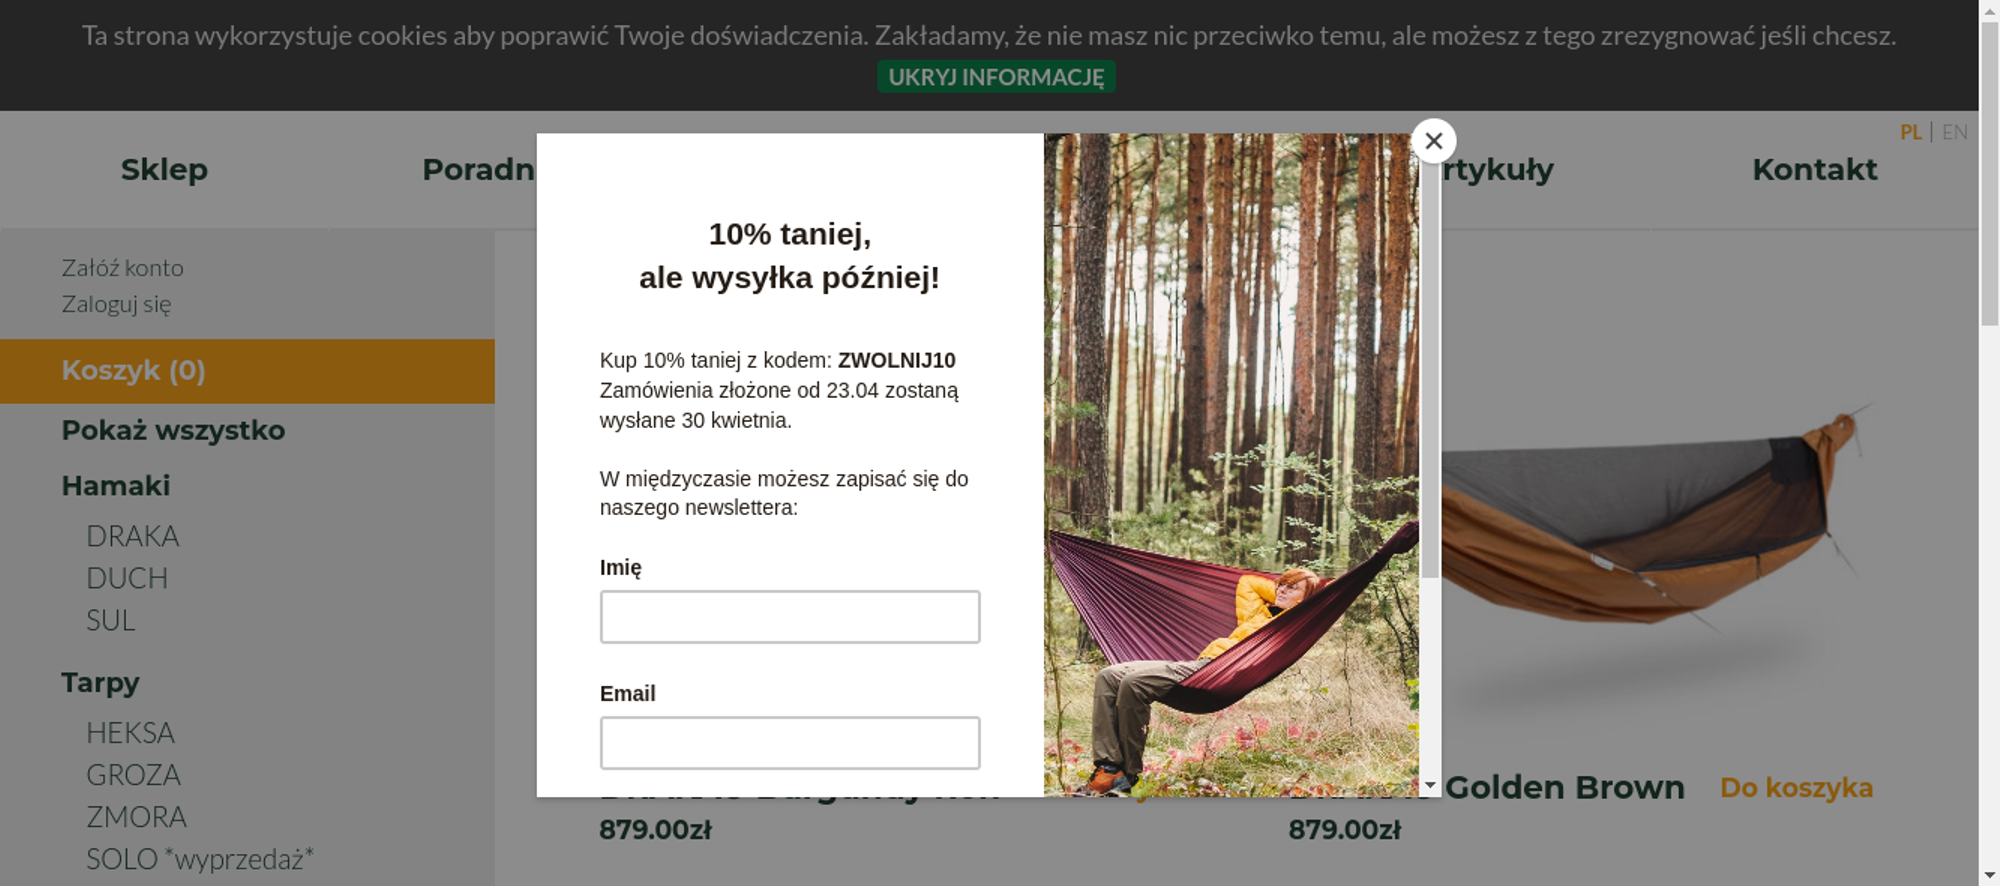 Ta strona wykorzystuje cookies aby poprawić Twoje doświadczenia. Zakładamy, że nie masz nic przeciwko temu, ale możesz z tego zrezygnować jeśli chcesz.
UKRYJ INFORMACJĘ
PL | EN
Sklep
Poradn
rtykuły
Kontakt
Załóż konto
Zaloguj się
Koszyk (0)
Pokaż wszystko
Hamaki
DRAKA
DUCH
SUL
Tarpy
HEKSA
GROZA
ZMORA
SOLO *wyprzedaż*
10% taniej,
ale wysyłka później!
Kup 10% taniej z kodem: ZWOLNIJ10
Zamówienia złożone od 23.04 zostaną
wysłane 30 kwietnia.
W międzyczasie możesz zapisać się do
naszego newslettera:
Imię
Email
Golden Brown
Do koszyka
879.00zł
879.00zł